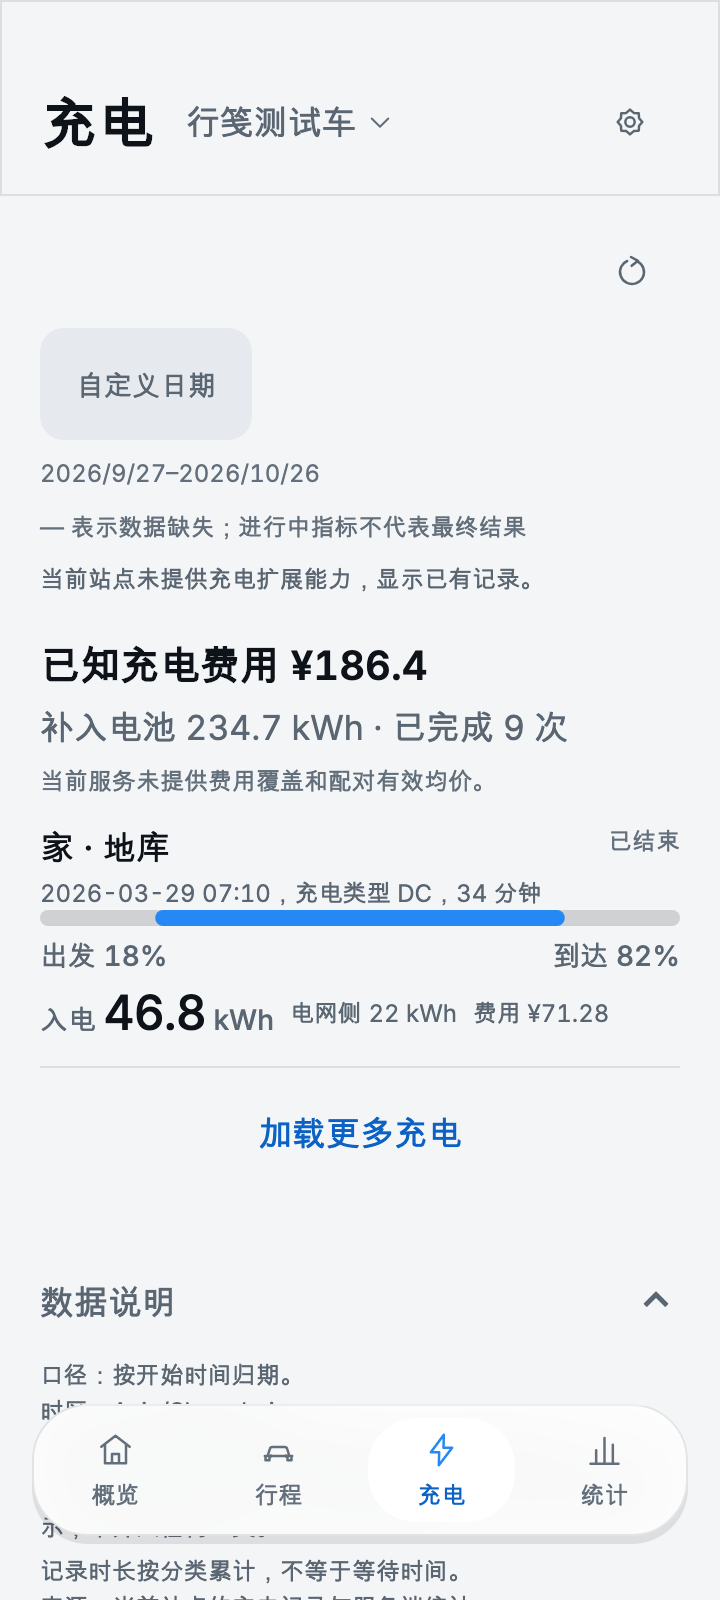 充电 行笺测试车
自定义日期
2026/9/27–2026/10/26
— 表示数据缺失；进行中指标不代表最终结果
当前站点未提供充电扩展能力，显示已有记录。
已知充电费用 ¥186.4
补入电池 234.7 kWh · 已完成 9 次
当前服务未提供费用覆盖和配对有效均价。
家 · 地库 已结束
2026-03-29 07:10，充电类型 DC，34 分钟
出发 18% 到达 82%
入电 46.8 kWh 电网侧 22 kWh 费用 ¥71.28
加载更多充电
数据说明
口径：按开始时间归期。
概览 行程 充电 统计
记录时长按分类累计，不等于等待时间。